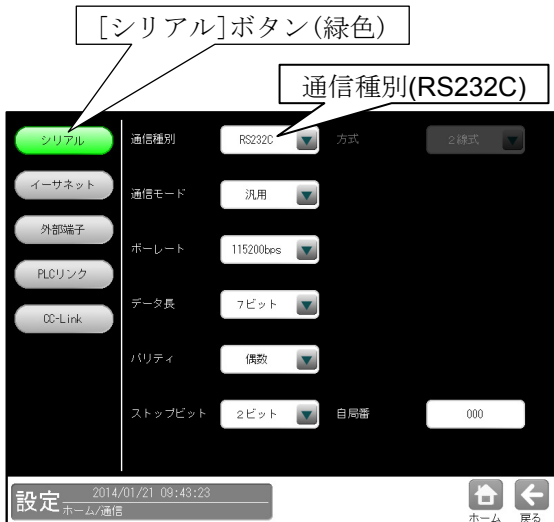 [シリアル]ボタン(緑色)
通信種別(RS232C)
シリアル
通信種別
RS232C
方式
2線式
イーサネット
通信モード
汎用
外部端子
ボーレート
115200bps
PLCリンク
データ長
7ビット
CC-Link
パリティ
偶数
ストップビット
2ビット
自局番
000
設定
2014/01/21 09:43:23
ホーム/通信
ホーム
戻る